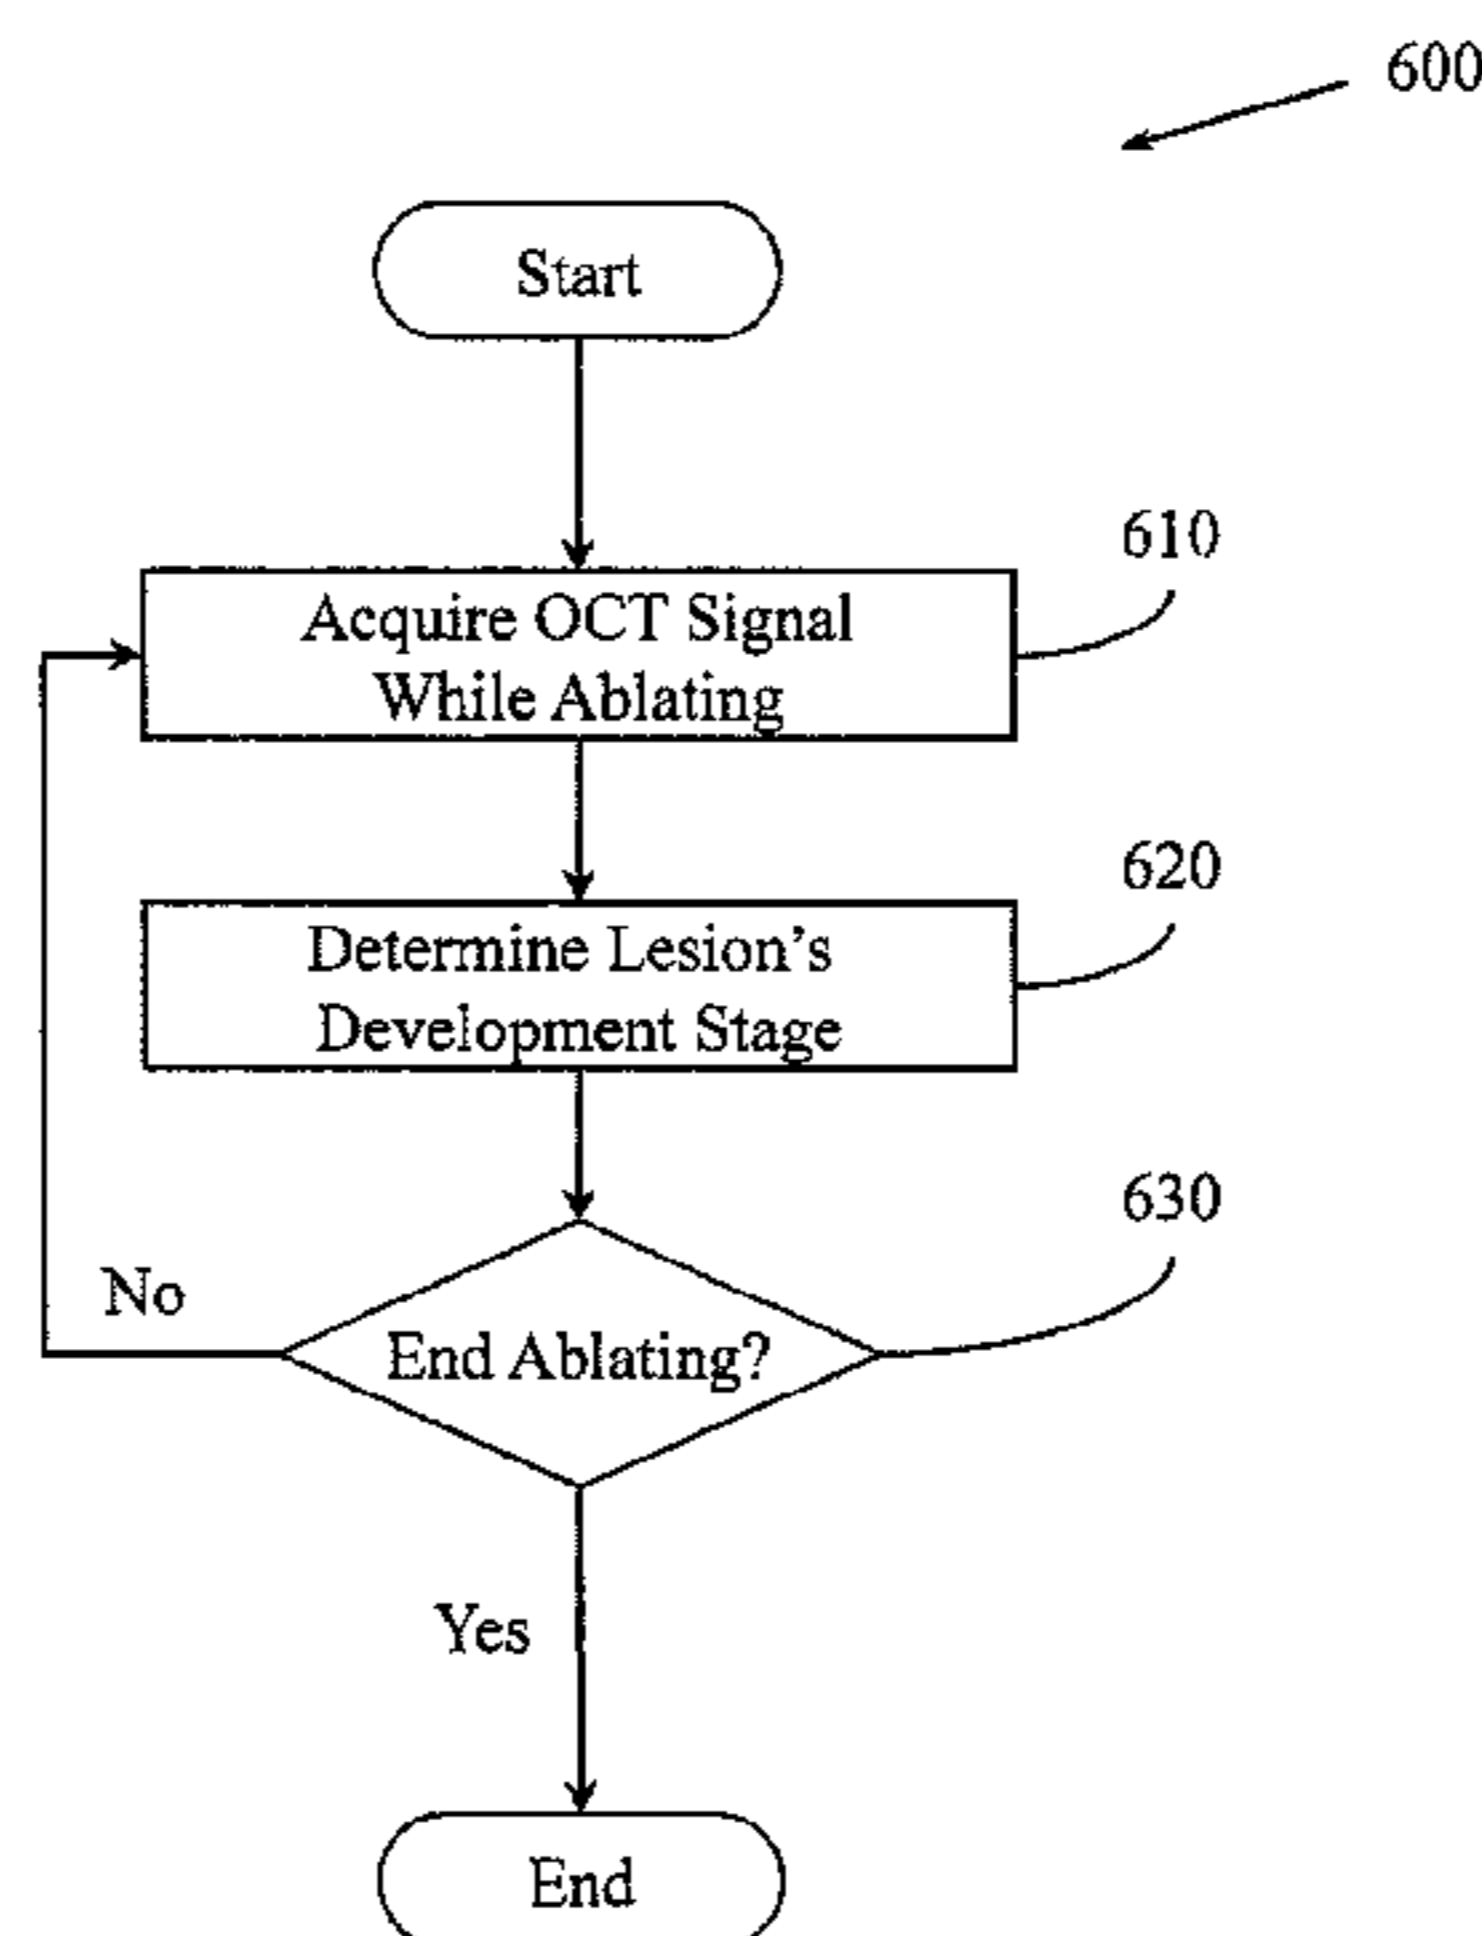 600
Start
610
Acquire OCT Signal
While Ablating
620
Determine Lesion's
Development Stage
630
No
End Ablating?
Yes
End